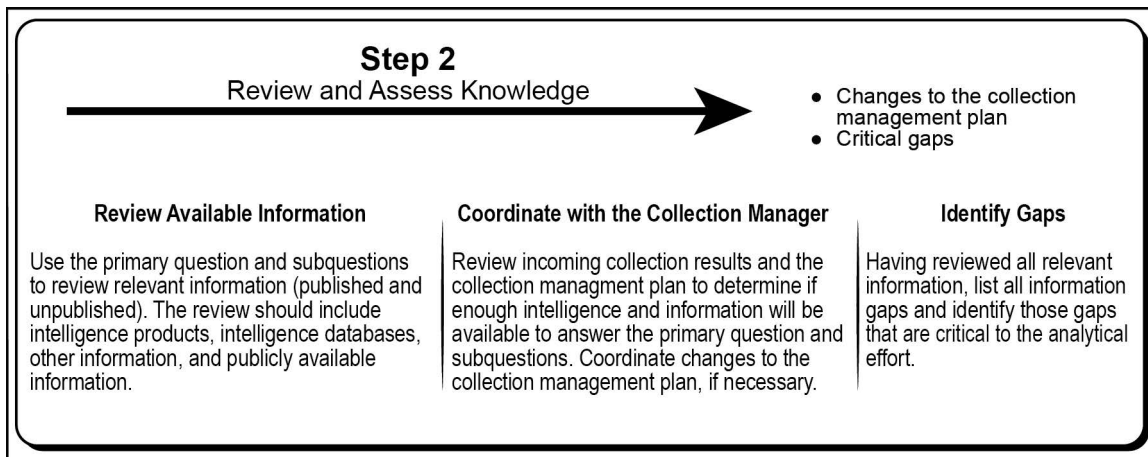 Step 2
Review and Assess Knowledge
● Changes to the collection
management plan
● Critical gaps
Review Available Information
Use the primary question and subquestions
to review relevant information (published and
unpublished). The review should include
intelligence products, intelligence databases,
other information, and publicly available
information.
Coordinate with the Collection Manager
Review incoming collection results and the
collection managment plan to determine if
enough intelligence and information will be
available to answer the primary question and
subquestions. Coordinate changes to the
collection management plan, if necessary.
Identify Gaps
Having reviewed all relevant
information, list all information
gaps and identify those gaps
that are critical to the analytical
effort.